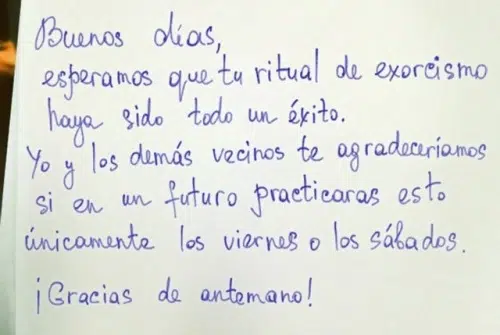 Buenos días,
esperamos que tu ritual de exorcismo
haya sido todo un éxito.
Yo y los demás vecinos te agradeceríamos
si en un futuro practicaras esto
únicamente los viernes o los sábados.
¡Gracias de antemano!